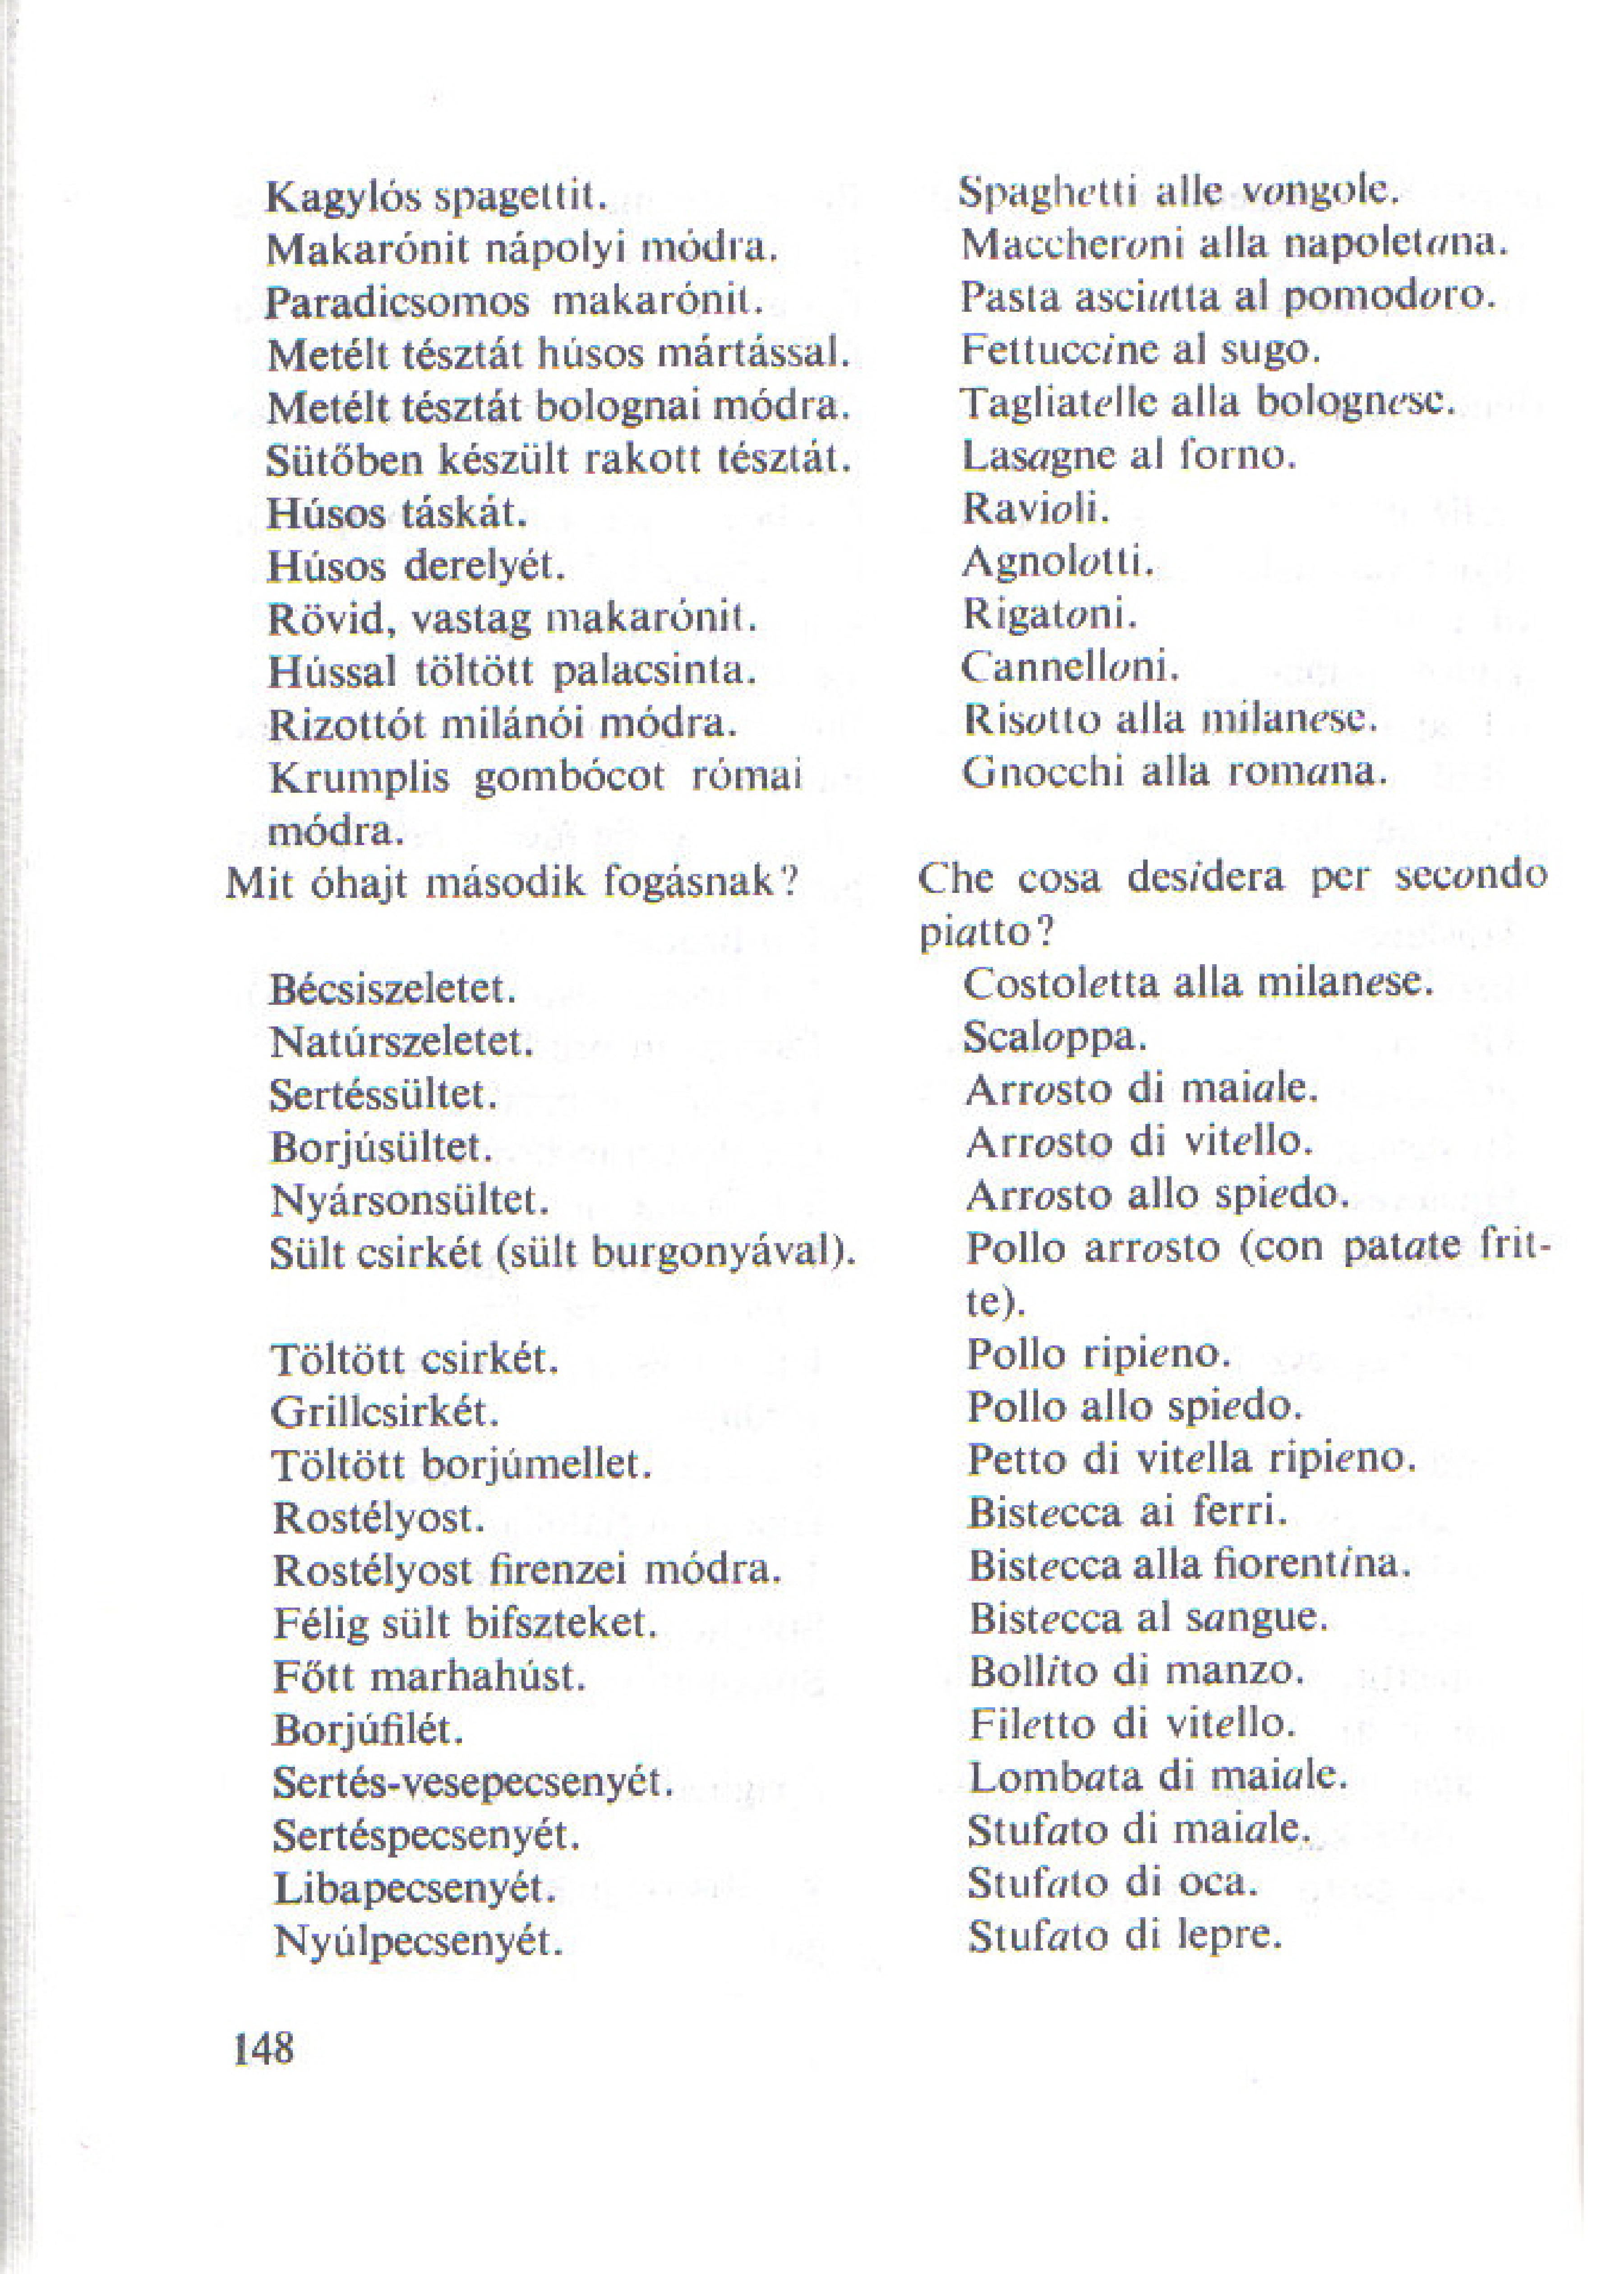 Kagylós spagettit.
Makarónit nápolyi módra.
Paradicsomos makarónit.
Metélt tésztát húsos mártással.
Metélt tésztát bolognai módra.
Sütőben készült rakott tésztát.
Húsos táskát.
Húsos derelyét.
Rövid, vastag makarónit.
Hússal töltött palacsinta.
Rizottót milánói módra.
Krumplis gombócot római
módra.
Mit óhajt második fogásnak?
Bécsiszeletet.
Natúrszeletet.
Sertéssültet.
Borjúsültet.
Nyársonsültet.
Sült csirkét (sült burgonyával).
Töltött csirkét.
Grillcsirkét.
Töltött borjúmellet.
Rostélyost.
Rostélyost firenzei módra.
Félig sült bifszteket.
Főtt marhahúst.
Borjúfilét.
Sertés-vesepecsenyét.
Sertéspecsenyét.
Libapecsenyét.
Nyúlpecsenyét.
Spaghetti alle vongole.
Maccheroni alla napoletana.
Pasta asciutta al pomodoro.
Fettuccine al sugo.
Tagliatelle alla bolognese.
Lasagne al forno.
Ravioli.
Agnolotti.
Rigatoni.
Cannelloni.
Risotto alla milanese.
Gnocchi alla romana.
Che cosa desidera per secondo
piatto?
Costoletta alla milanese.
Scaloppa.
Arrosto di maiale.
Arrosto di vitello.
Arrosto allo spiedo.
Pollo arrosto (con patate frit-
te).
Pollo ripieno.
Pollo allo spiedo.
Petto di vitella ripieno.
Bistecca ai ferri.
Bistecca alla fiorentina.
Bistecca al sangue.
Bollito di manzo.
Filetto di vitello.
Lombata di maiale.
Stufato di maiale.
Stufato di oca.
Stufato di lepre.
148